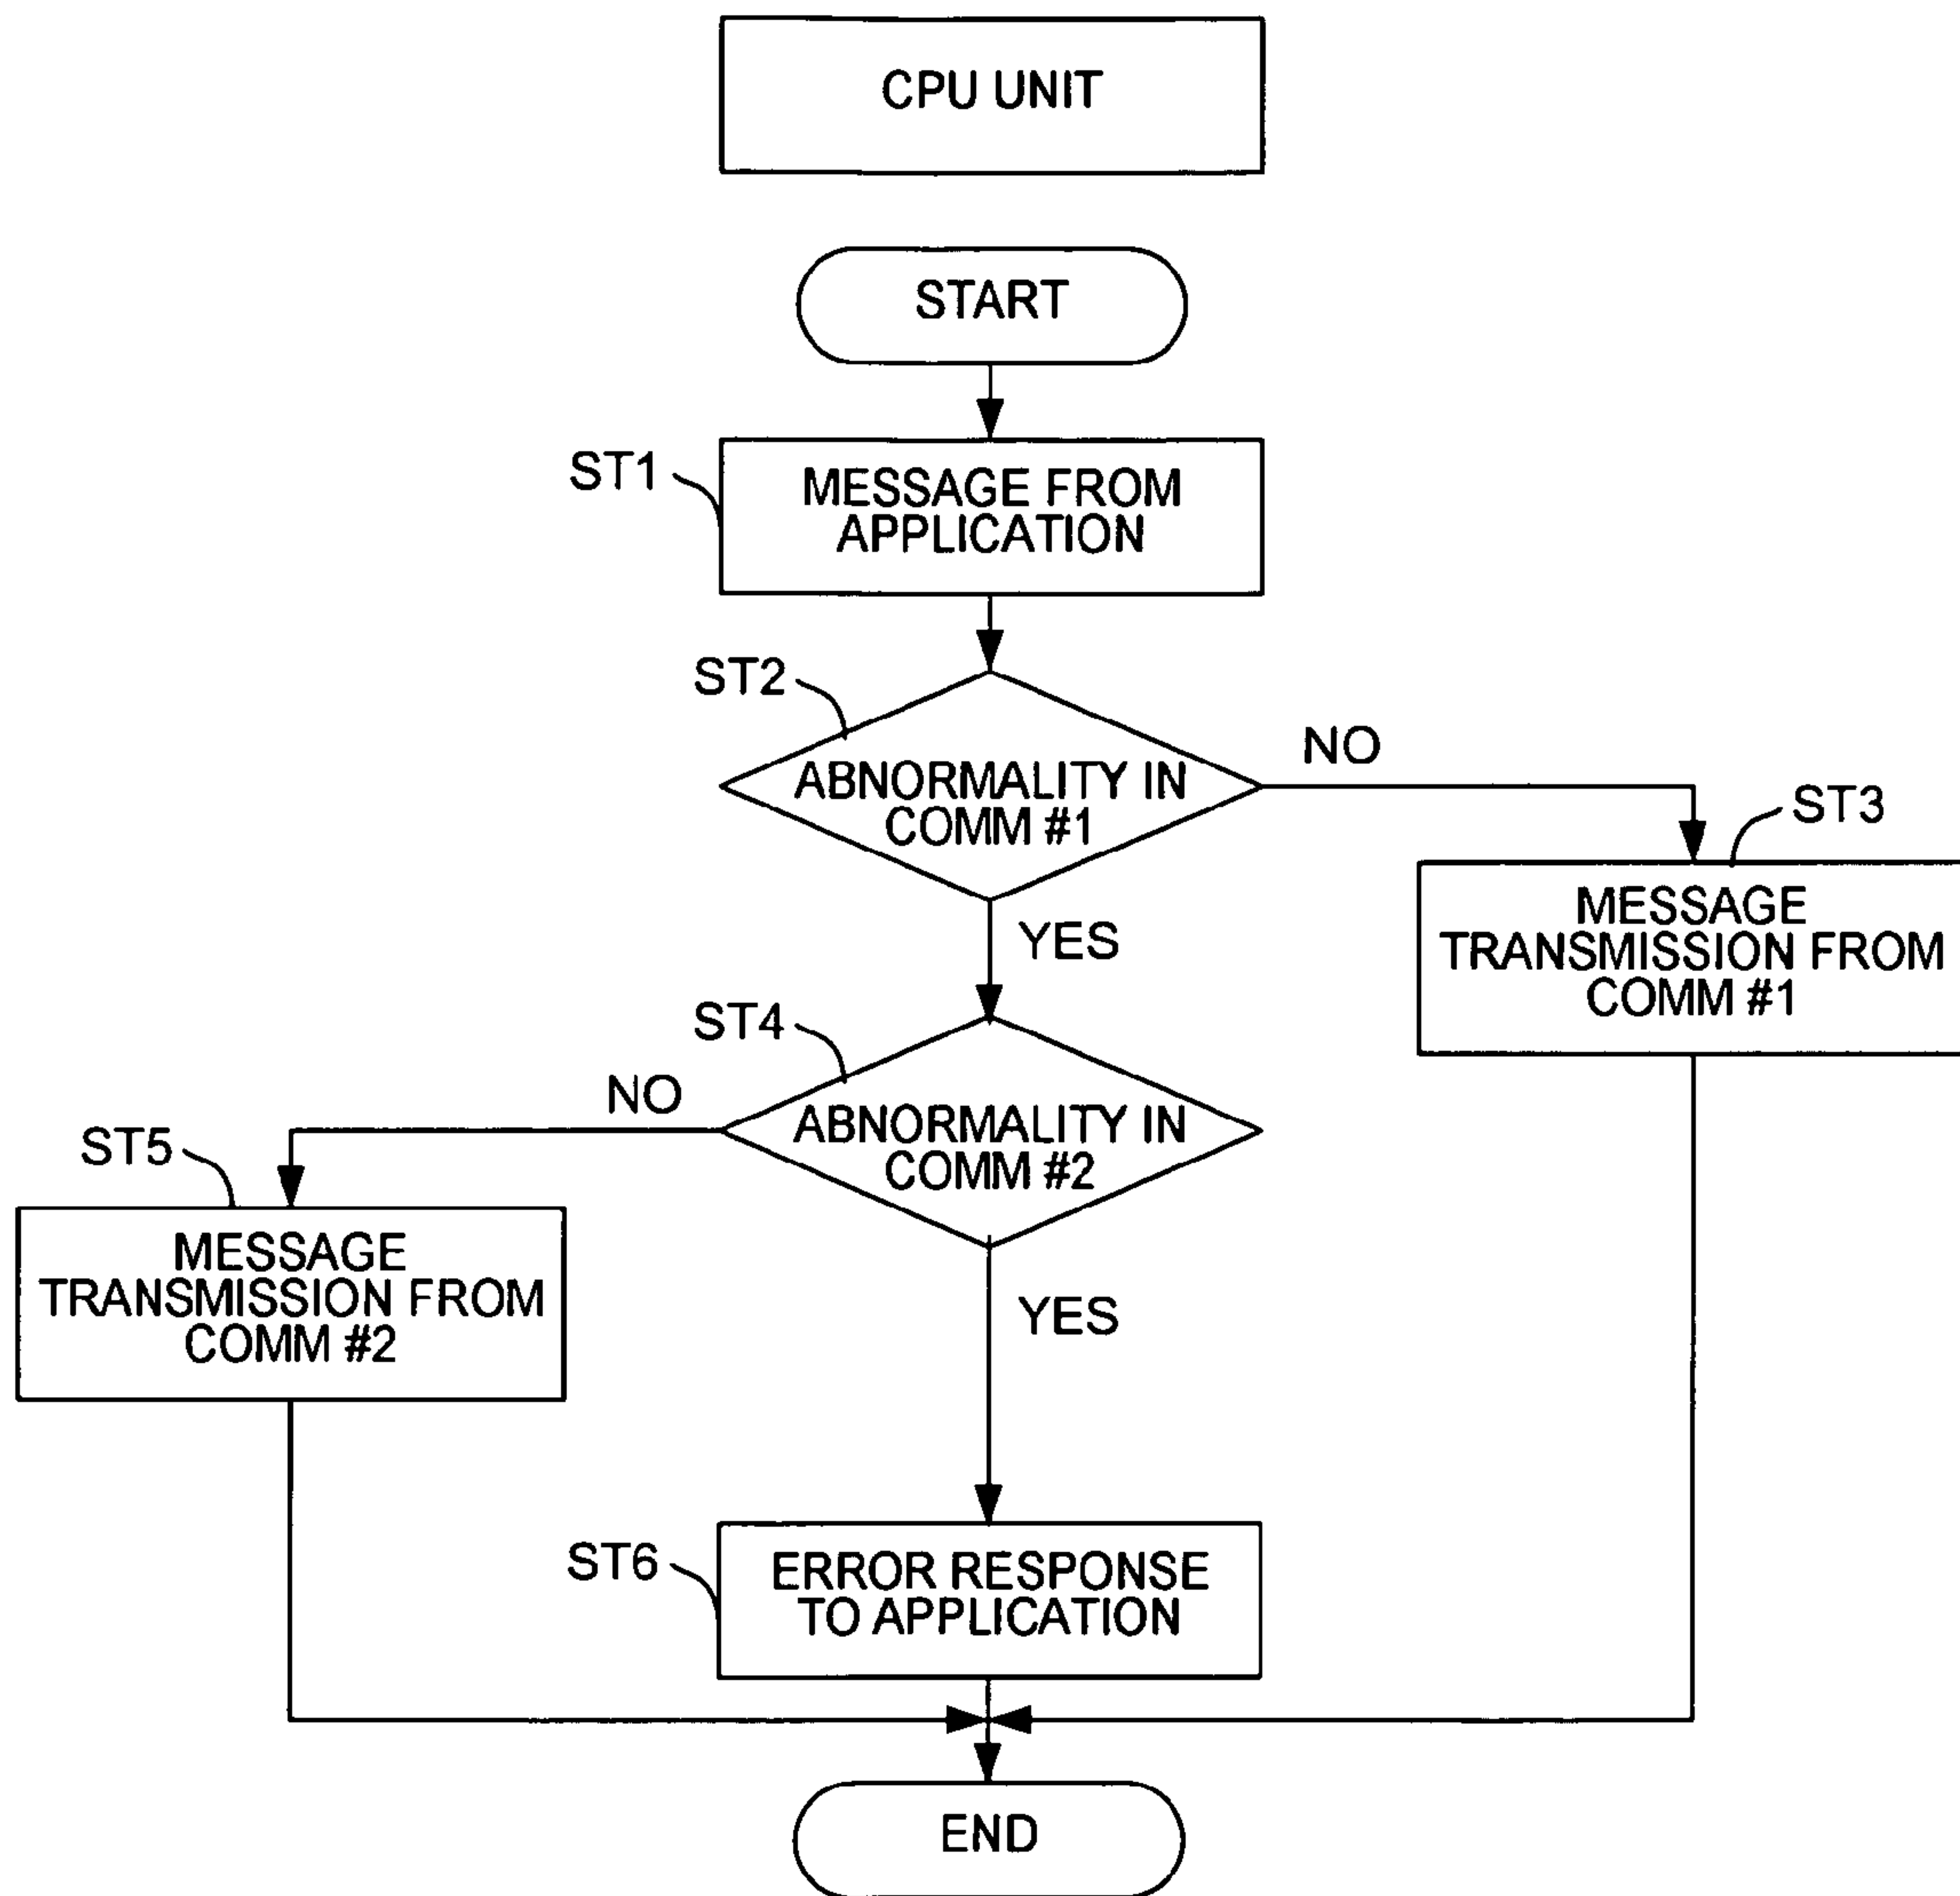 CPU UNIT
START
ST1
MESSAGE FROM
APPLICATION
ST2
ABNORMALITY IN
COMM #1
NO
YES
ST3
MESSAGE
TRANSMISSION FROM
COMM #1
ST4
ABNORMALITY IN
COMM #2
NO
YES
ST5
MESSAGE
TRANSMISSION FROM
COMM #2
ST6
ERROR RESPONSE
TO APPLICATION
END